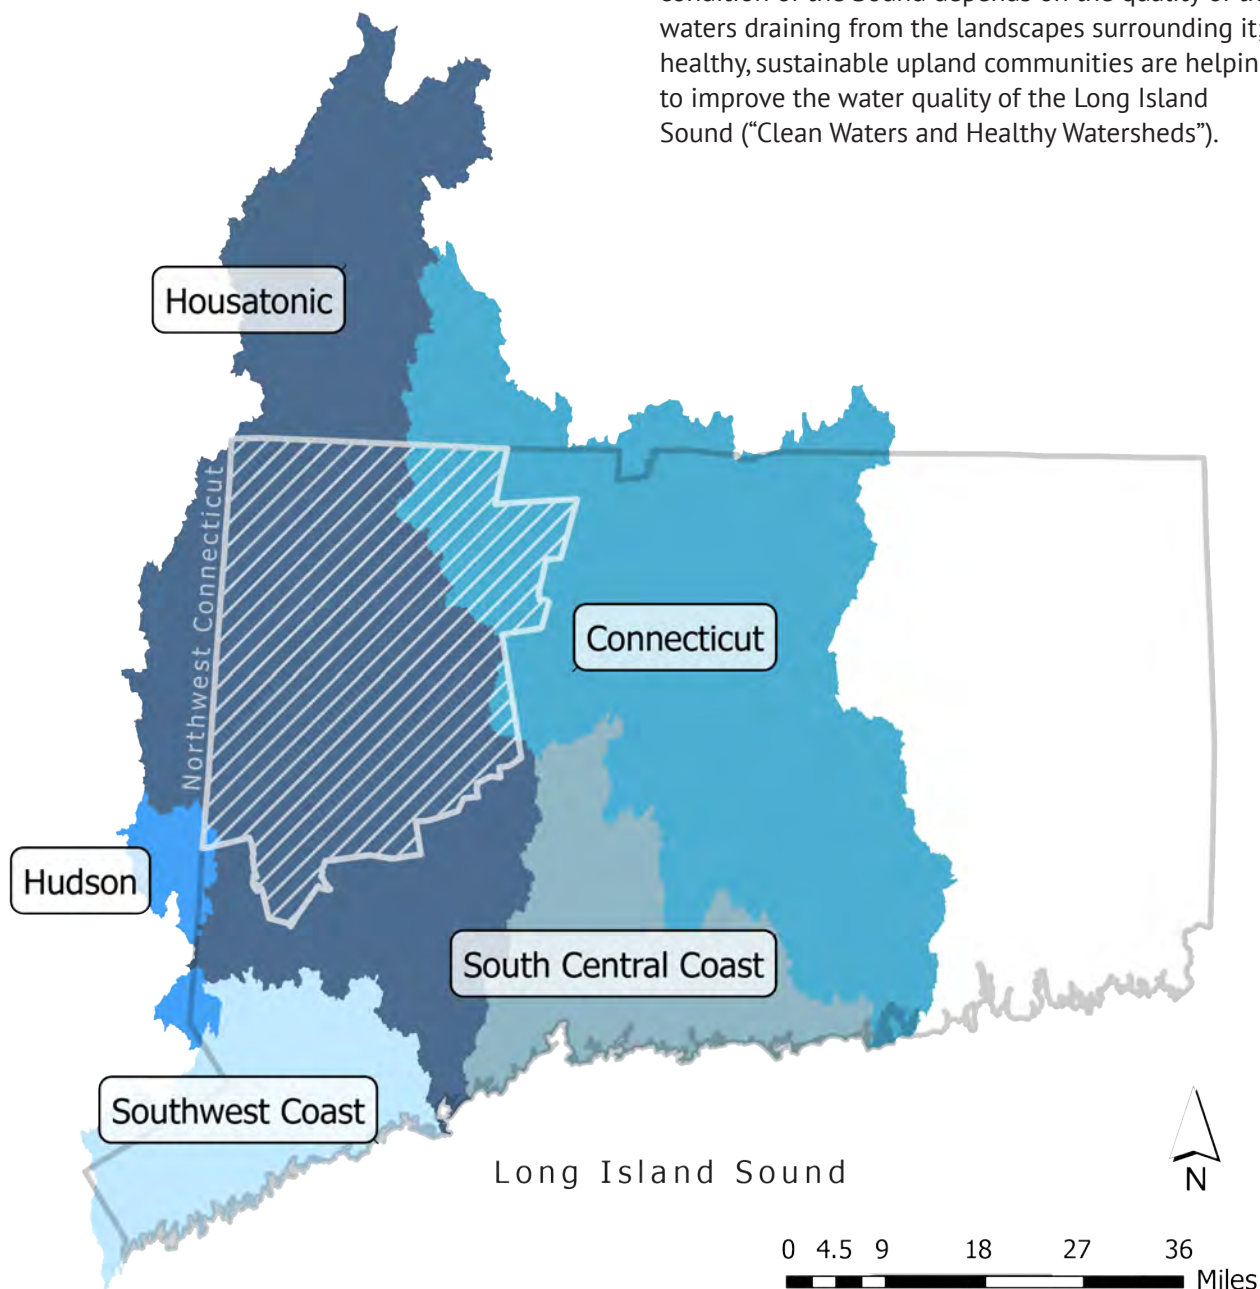 waters draining from the landscapes surrounding it;
healthy, sustainable upland communities are helpin
to improve the water quality of the Long Island
Sound (“Clean Waters and Healthy Watersheds”).
Housatonic
Northwest Connecticut
Connecticut
Hudson
South Central Coast
Southwest Coast
Long Island Sound
N
0 4.5 9 18 27 36
Miles